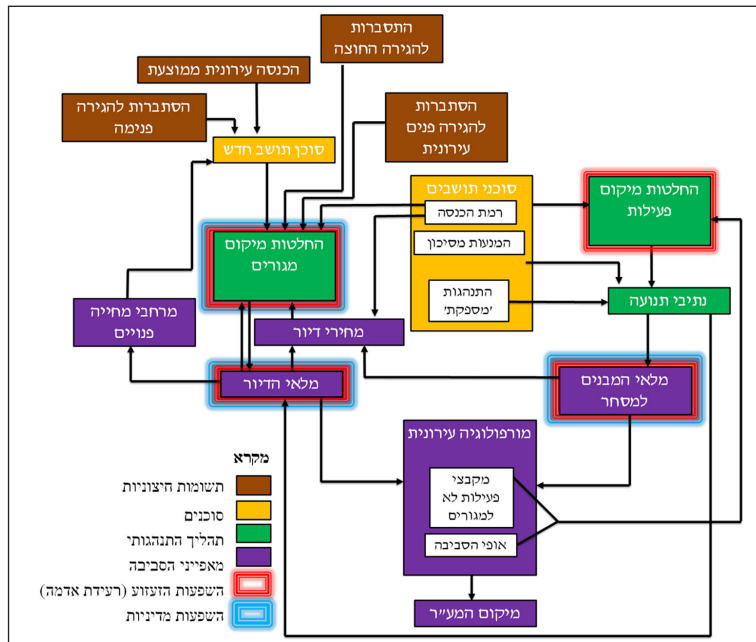 התסברות
להגירה החוצה
הכנסה עירונית ממוצעת
הסתברות להגירה
פנימה
הסתברות
להגירה פנים
עירונית
סוכן תושב חדש
סוכני תושבים
רמת הכנסה
המנעות מסיכון
התנהגות
'מספקת'
החלטות מיקום
פעילות
החלטות מיקום
מגורים
נתיבי תנועה
מרחבי מחייה
פנויים
מחירי דיור
מלאי הדיור
מלאי המבנים
למסחר
מורפולוגיה עירונית
מקבצי
פעילות לא
למגורים
אופי הסביבה
מיקום המע״ר
מקרא
תשומות חיצוניות
סוכנים
תהליך התנהגותי
מאפייני הסביבה
השפעות הזעזוע (רעידת אדמה)
השפעות מדיניות